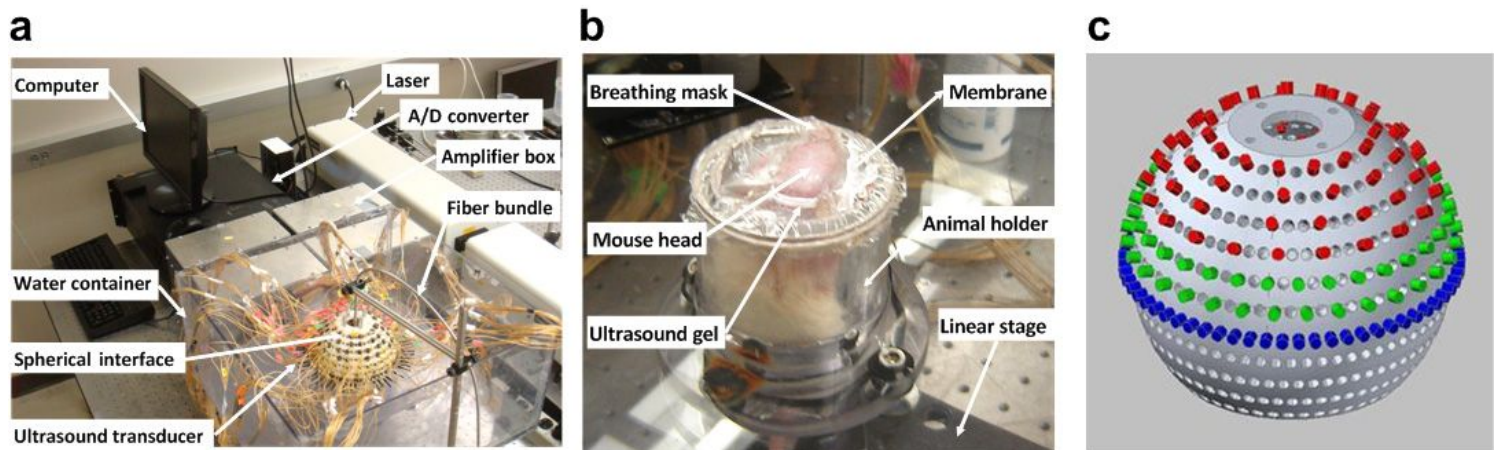 a
Computer
Laser
A/D converter
Amplifier box
Fiber bundle
Water container
Spherical interface
Ultrasound transducer
b
Breathing mask
Membrane
Mouse head
Animal holder
Ultrasound gel
Linear stage
c